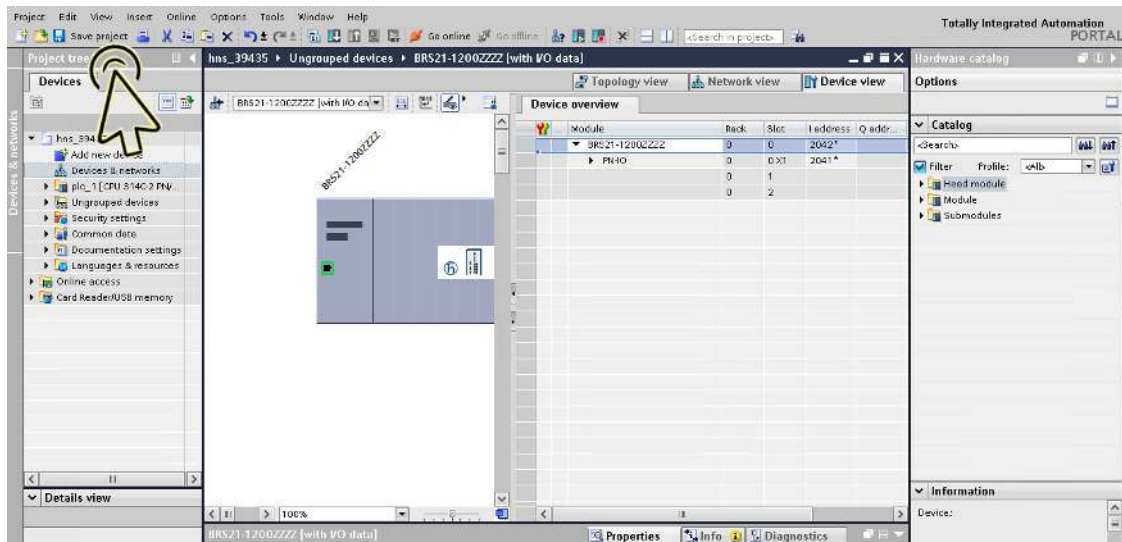 Project Edit View Insert Online Options Tools Window Help
Totally Integrated Automation
PORTAL
Save project
Go online
Go offline
<Search in project>
Project tree
hns_39435 ▸ Ungrouped devices ▸ BRS21-1200ZZZZ [with I/O data]
Hardware catalog
Devices
Topology view
Network view
Device view
Options
BRS21-1200ZZZZ [with I/O da
Device overview
Devices & networks
Module Rack Slot I address Q addr...
BRS21-1200ZZZZ 0 0 2042*
PN-IO 0 0 X1 2041*
0 1
0 2
BRS21-1200ZZZZ
Add new de
Devices & networks
plc_1 [CPU 314C-2 PN/...
Ungrouped devices
Security settings
Common data
Documentation settings
Languages & resources
Online access
Card Reader/USB memory
Catalog
<Search>
Filter Profile: <All>
Head module
Module
Submodules
Details view
100%
Information
Device:
BRS21-1200ZZZZ [with I/O data]
Properties
Info
Diagnostics